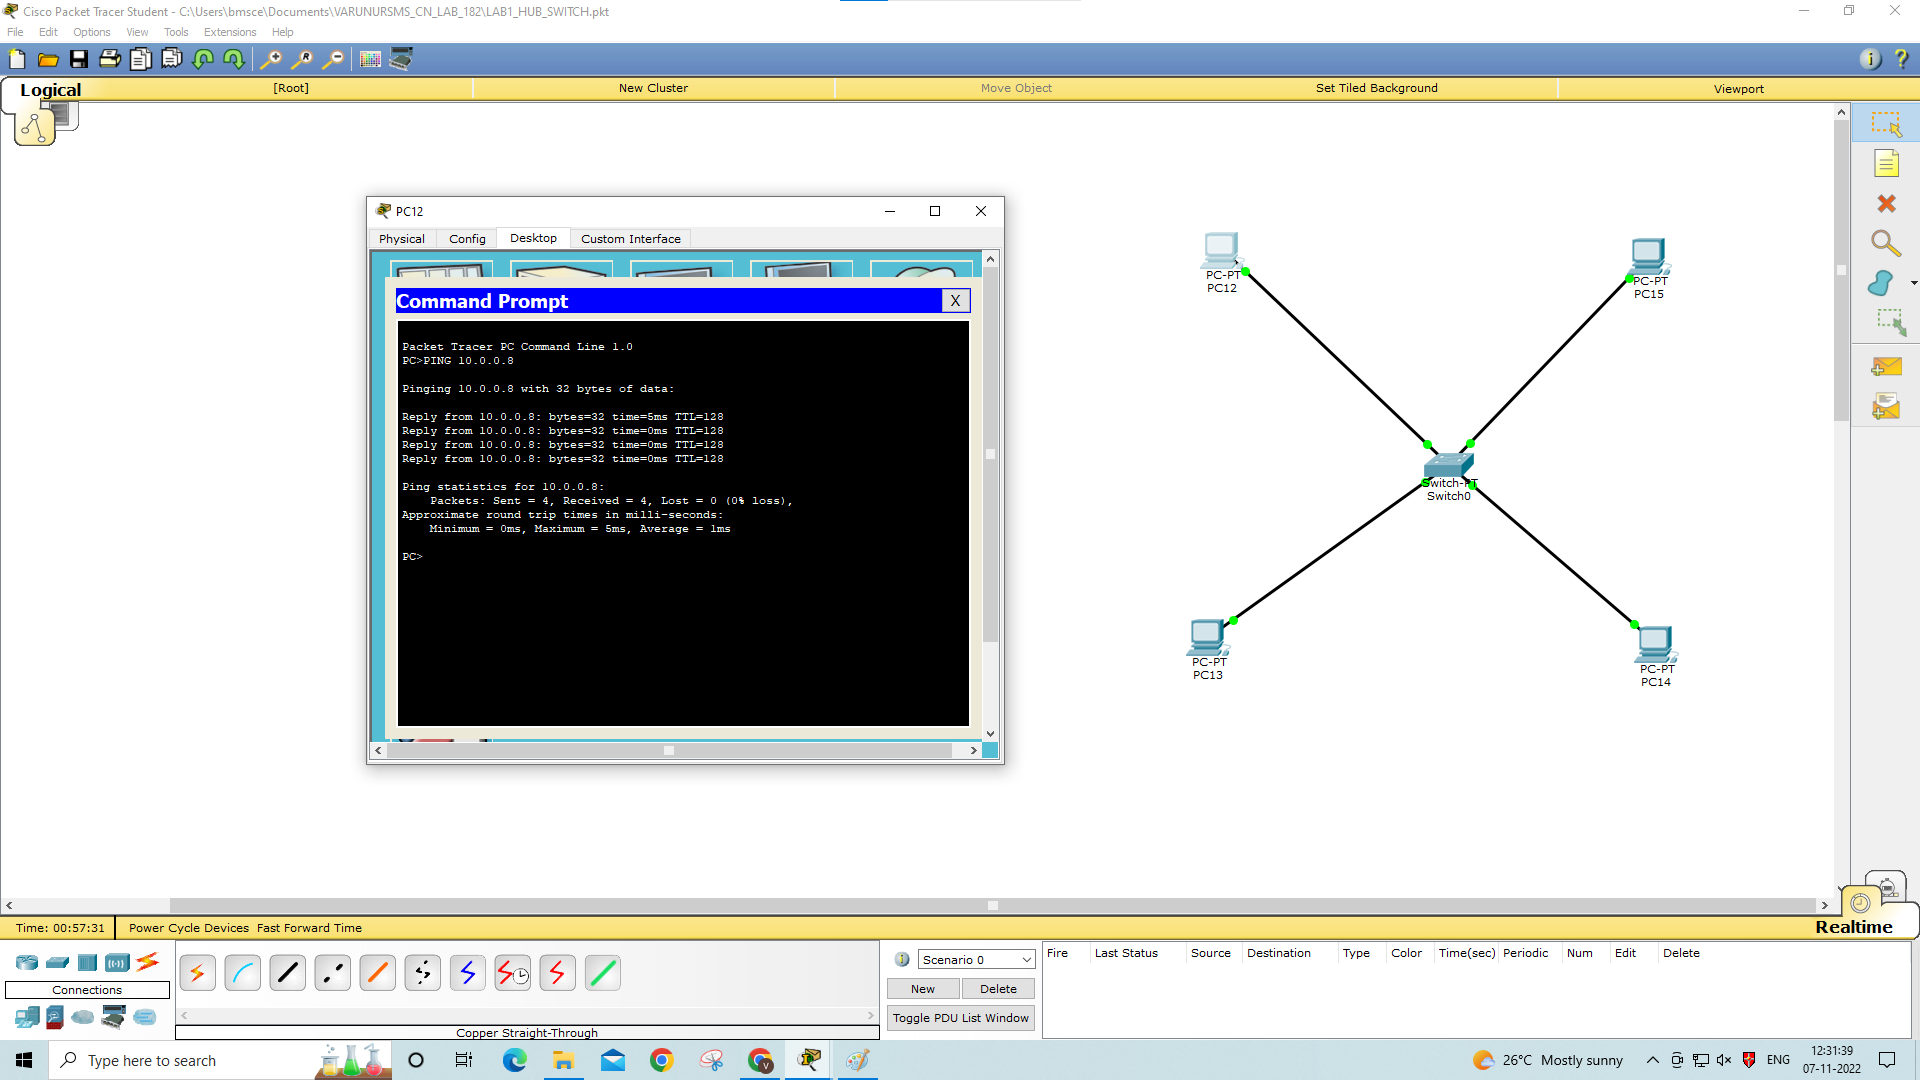 Cisco Packet Tracer Student - C:\Users\bmsce\Documents\VARUNURSMS_CN_LAB_182\LAB1_HUB_SWITCH.pkt
File Edit Options View Tools Extensions Help
Logical [Root] New Cluster Move Object Set Tiled Background Viewport
PC12
Physical Config Desktop Custom Interface
Command Prompt X
Packet Tracer PC Command Line 1.0
PC>PING 10.0.0.8
Pinging 10.0.0.8 with 32 bytes of data:
Reply from 10.0.0.8: bytes=32 time=5ms TTL=128
Reply from 10.0.0.8: bytes=32 time=0ms TTL=128
Reply from 10.0.0.8: bytes=32 time=0ms TTL=128
Reply from 10.0.0.8: bytes=32 time=0ms TTL=128
Ping statistics for 10.0.0.8:
Packets: Sent = 4, Received = 4, Lost = 0 (0% loss),
Approximate round trip times in milli-seconds:
Minimum = 0ms, Maximum = 5ms, Average = 1ms
PC>
PC-PT
PC12
PC-PT
PC15
Switch-PT
Switch0
PC-PT
PC13
PC-PT
PC14
Time: 00:57:31 Power Cycle Devices Fast Forward Time Realtime
Connections
Copper Straight-Through
Scenario 0
New Delete
Toggle PDU List Window
Fire Last Status Source Destination Type Color Time(sec) Periodic Num Edit Delete
Type here to search
26°C Mostly sunny
ENG
12:31:39
07-11-2022